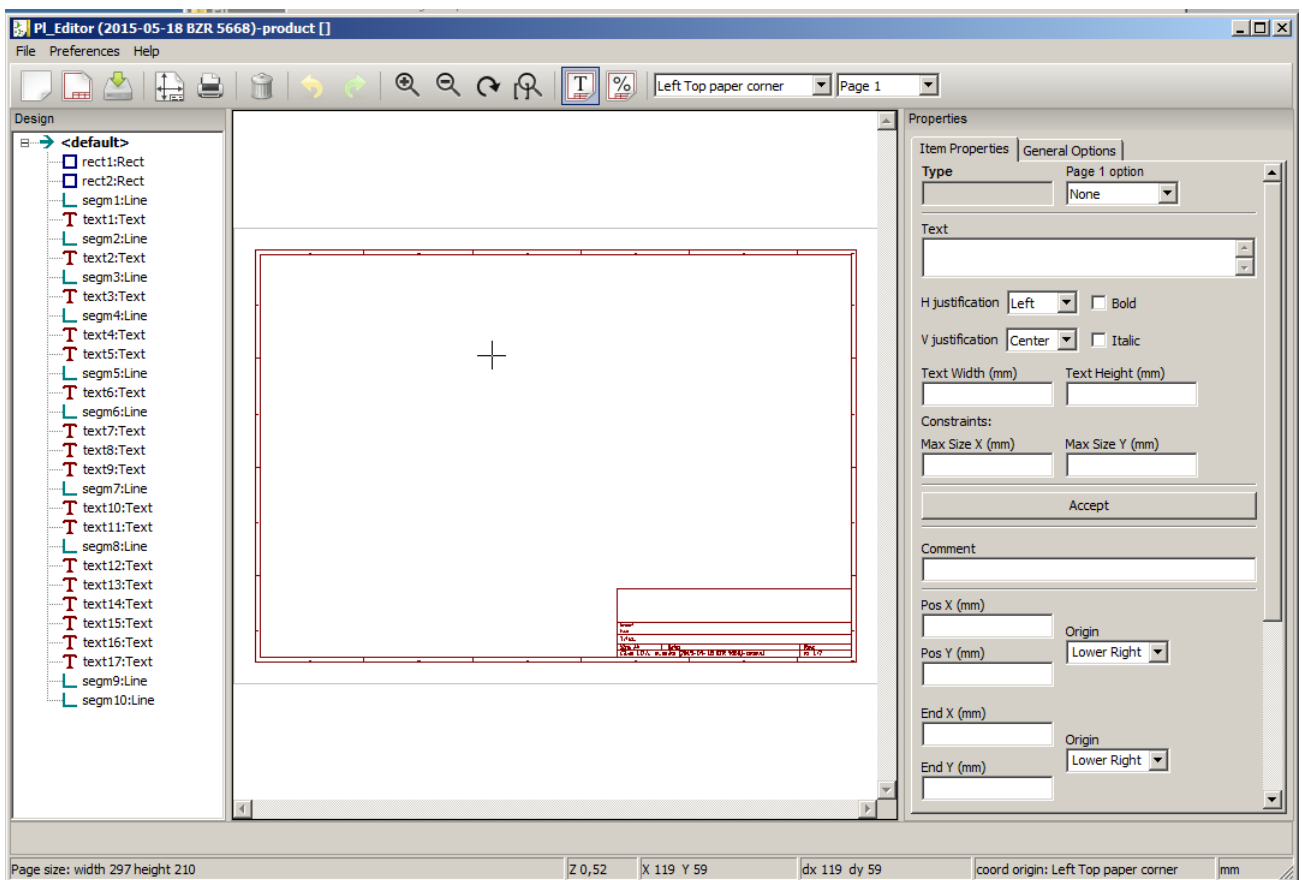 Pl_Editor (2015-05-18 BZR 5668)-product []
File Preferences Help
T % Left Top paper corner Page 1
Design
<default>
rect1:Rect
rect2:Rect
segm1:Line
T text1:Text
segm2:Line
T text2:Text
segm3:Line
T text3:Text
segm4:Line
T text4:Text
T text5:Text
segm5:Line
T text6:Text
segm6:Line
T text7:Text
T text8:Text
T text9:Text
segm7:Line
T text10:Text
T text11:Text
segm8:Line
T text12:Text
T text13:Text
T text14:Text
T text15:Text
T text16:Text
T text17:Text
segm9:Line
segm10:Line
Properties
Item Properties General Options
Type Page 1 option
None
Text
H justification Left Bold
V justification Center Italic
Text Width (mm) Text Height (mm)
Constraints:
Max Size X (mm) Max Size Y (mm)
Accept
Comment
Pos X (mm)
Origin
Pos Y (mm) Lower Right
End X (mm)
Origin
End Y (mm) Lower Right
Page size: width 297 height 210 Z 0,52 X 119 Y 59 dx 119 dy 59 coord origin: Left Top paper corner mm